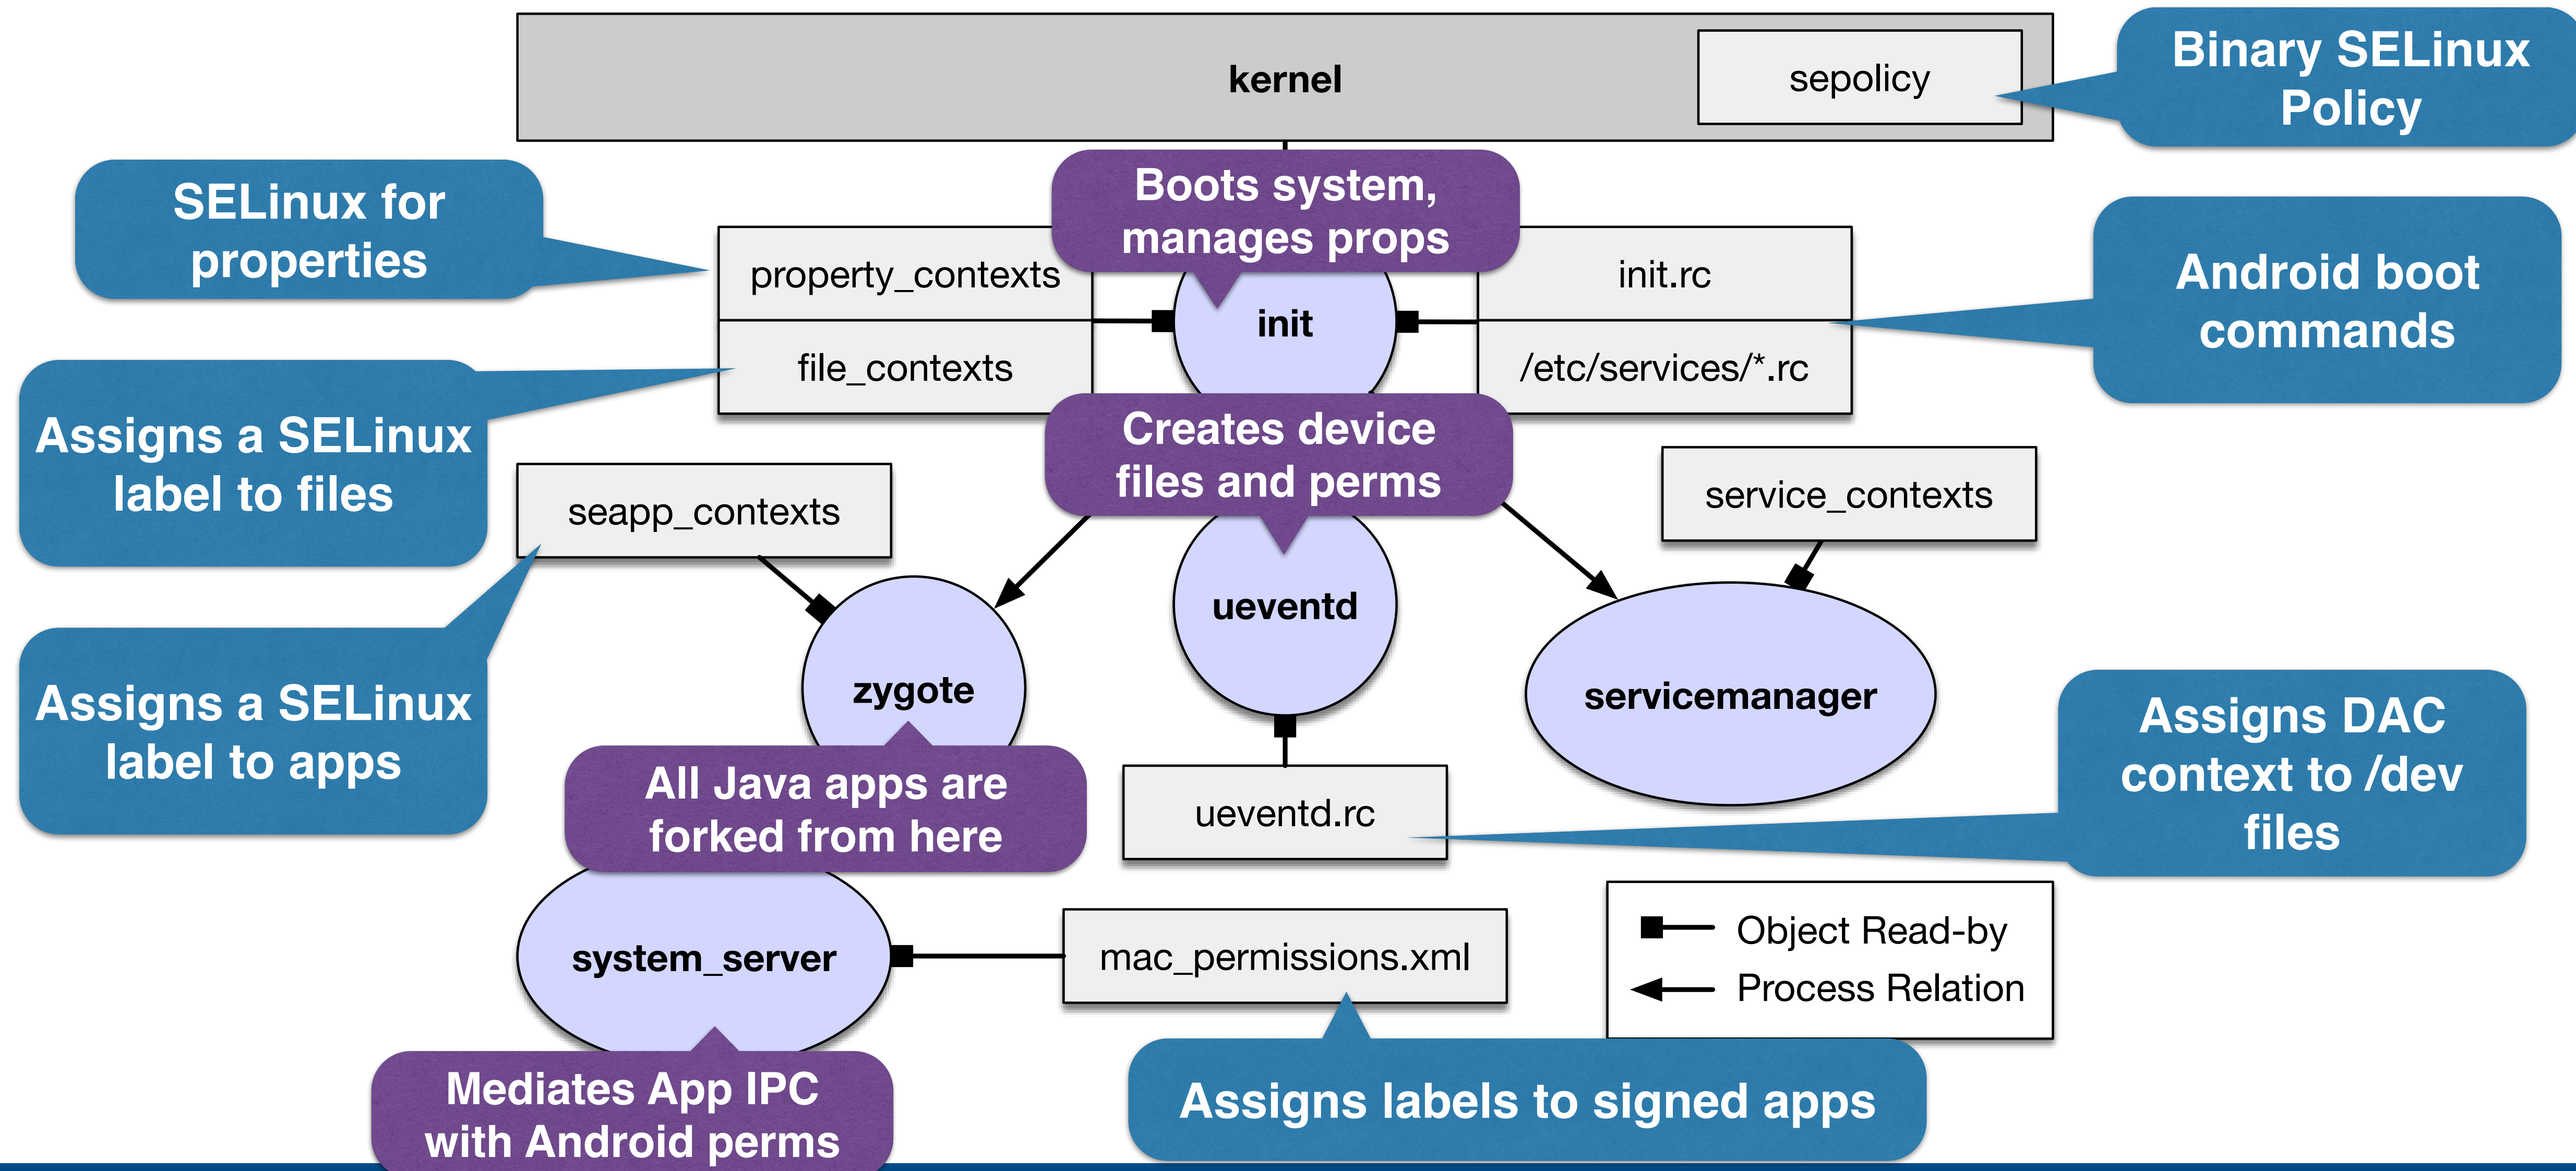 kernel
sepolicy
Binary SELinux
Policy
SELinux for
properties
Boots system,
manages props
property_contexts
file_contexts
init
init.rc
/etc/services/*.rc
Android boot
commands
Assigns a SELinux
label to files
Creates device
files and perms
seapp_contexts
service_contexts
ueventd
zygote
servicemanager
Assigns a SELinux
label to apps
Assigns DAC
context to /dev
files
All Java apps are
forked from here
ueventd.rc
system_server
mac_permissions.xml
Object Read-by
Process Relation
Mediates App IPC
with Android perms
Assigns labels to signed apps